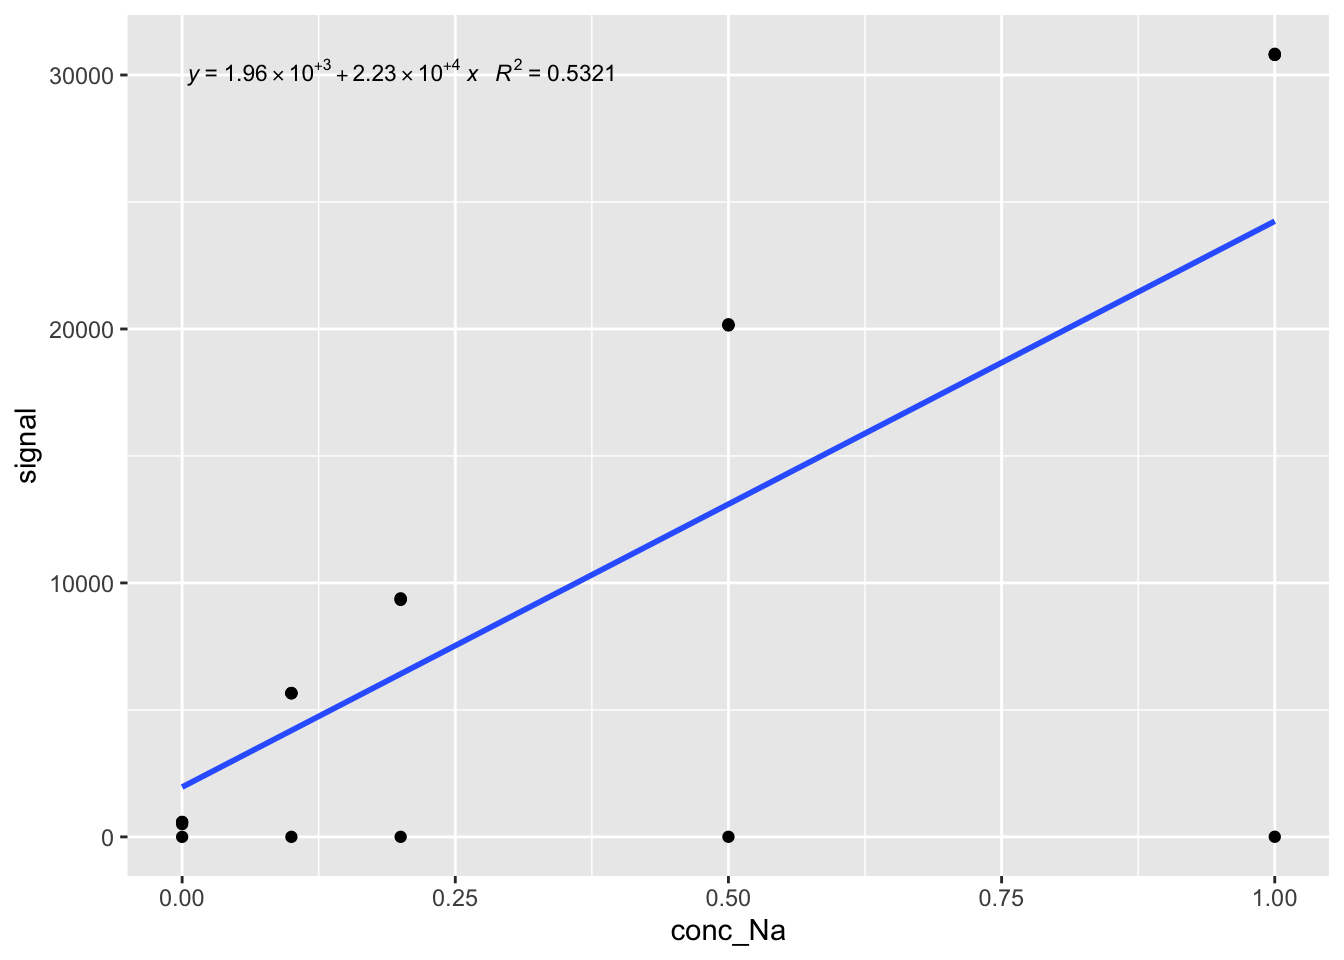 y = 1.96 × 10⁺³ + 2.23 × 10⁺⁴ x R² = 0.5321
30000
20000
10000
0
signal
0.00 0.25 0.50 0.75 1.00
conc_Na